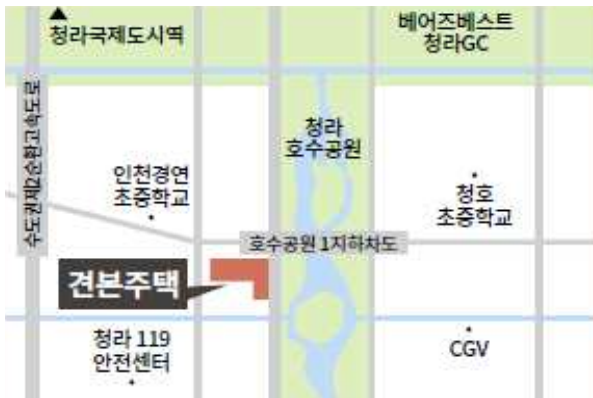 청라국제도시역
베어즈베스트
청라GC
수도권제2순환고속도로
청라
호수공원
인천경연
초중학교
청호
초중학교
호수공원 1지하차도
견본주택
청라 119
안전센터
CGV